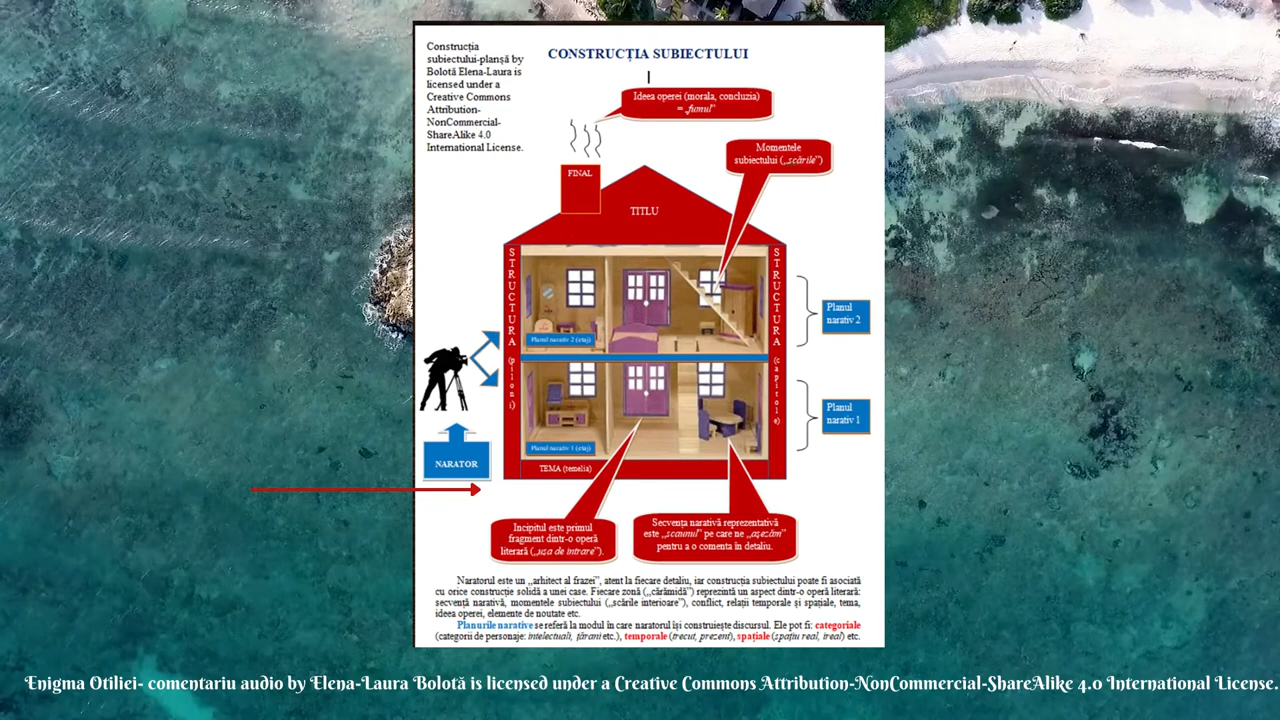 Construcția
subiectului-planșă by
Bolotă Elena-Laura is
licensed under a
Creative Commons
Attribution-
NonCommercial-
ShareAlike 4.0
International License.
CONSTRUCȚIA SUBIECTULUI
Ideea operei (morala, concluzia)
= „fumul”
Momentele
subiectului („scările”)
FINAL
TITLU
STRUCTURA (piloni)
STRUCTURA (capitole)
Planul narativ 2 (etaj)
Planul
narativ 2
Planul narativ 1 (etaj)
Planul
narativ 1
NARATOR
TEMA (temelia)
Incipitul este primul
fragment dintr-o operă
literară („ușa de intrare”).
Secvența narativă reprezentativă
este „scaunul” pe care ne „așezăm”
pentru a o comenta în detaliu.
Naratorul este un „arhitect al frazei”, atent la fiecare detaliu, iar construcția subiectului poate fi asociată
cu orice construcție solidă a unei case. Fiecare zonă („cărămidă”) reprezintă un aspect dintr-o operă literară:
secvență narativă, momentele subiectului („scările interioare”), conflict, relații temporale și spațiale, tema,
ideea operei, elemente de noutate etc.
Planurile narative se referă la modul în care naratorul își construiește discursul. Ele pot fi: categoriale
(categorii de personaje: intelectuali, țărani etc.), temporale (trecut, prezent), spațiale (spațiu real, ireal) etc.
Enigma Otiliei- comentariu audio by Elena-Laura Bolotă is licensed under a Creative Commons Attribution-NonCommercial-ShareAlike 4.0 International License.